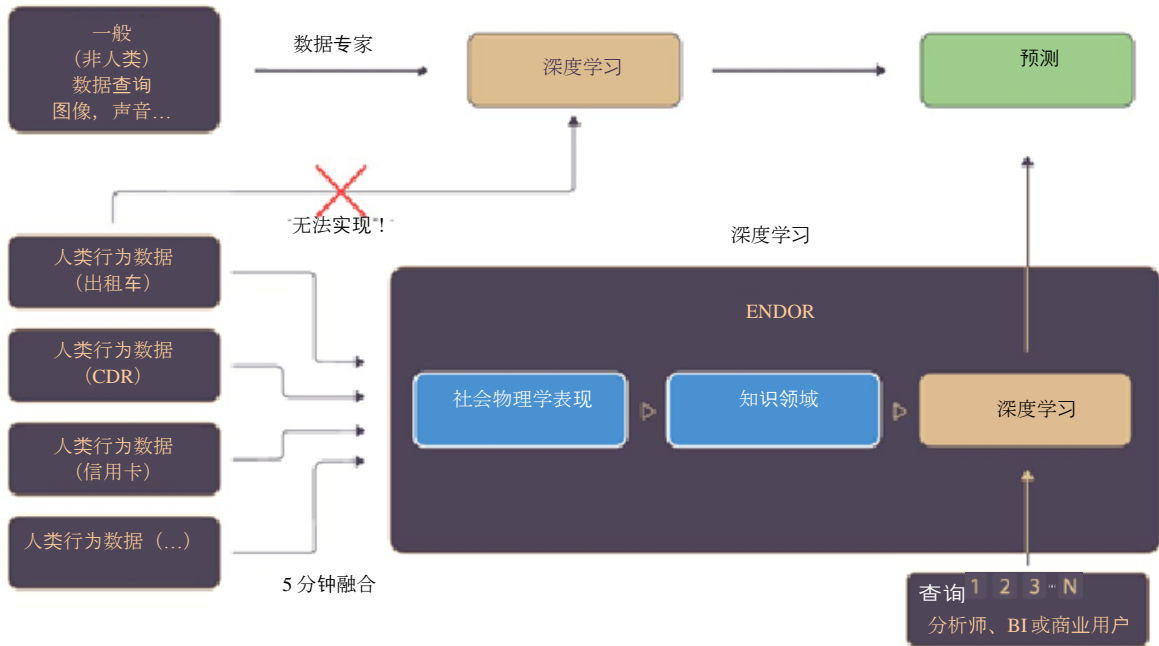 一般
（非人类）
数据查询
图像，声音...
数据专家
深度学习
预测
“无法实现”！
人类行为数据
（出租车）
深度学习
ENDOR
人类行为数据
（CDR）
社会物理学表现
知识领域
深度学习
人类行为数据
（信用卡）
人类行为数据（...）
5 分钟融合
查询 1 2 3 ... N
分析师、BI 或商业用户